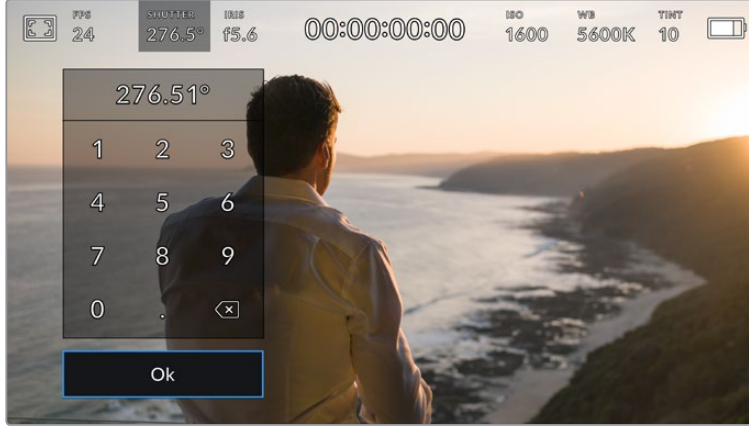 FPS SHUTTER IRIS ISO WB TINT
24 276.5° f5.6 00:00:00:00 1600 5600K 10
276.51°
1 2 3
4 5 6
7 8 9
0 .
Ok